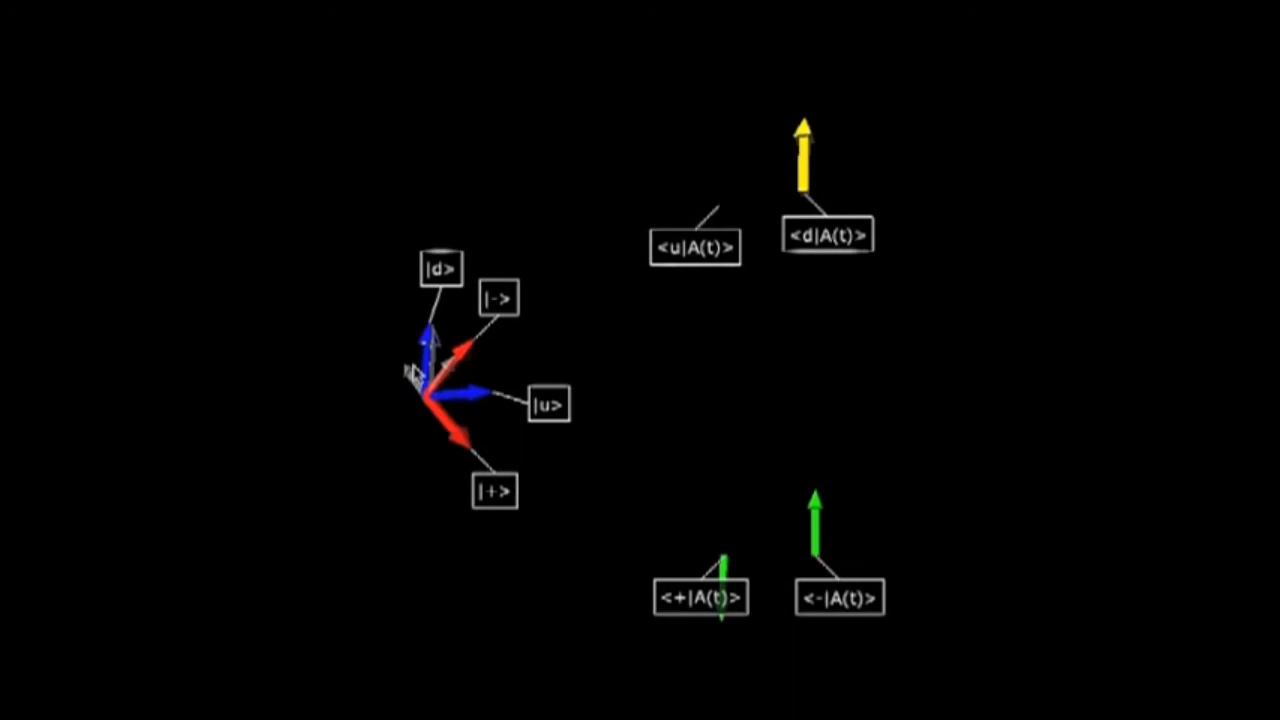 <u|A(t)>
<d|A(t)>
|d>
|->
|u>
|+>
<+|A(t)>
<-|A(t)>